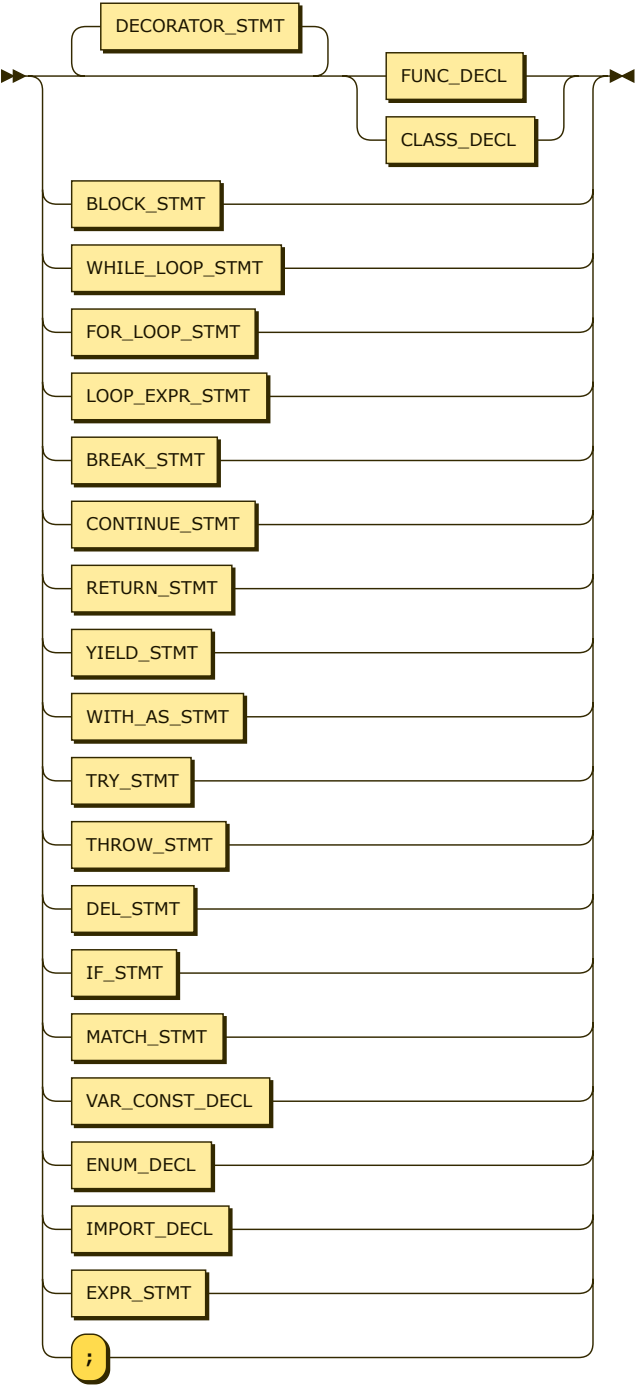 DECORATOR_STMT
FUNC_DECL
CLASS_DECL
BLOCK_STMT
WHILE_LOOP_STMT
FOR_LOOP_STMT
LOOP_EXPR_STMT
BREAK_STMT
CONTINUE_STMT
RETURN_STMT
YIELD_STMT
WITH_AS_STMT
TRY_STMT
THROW_STMT
DEL_STMT
IF_STMT
MATCH_STMT
VAR_CONST_DECL
ENUM_DECL
IMPORT_DECL
EXPR_STMT
;